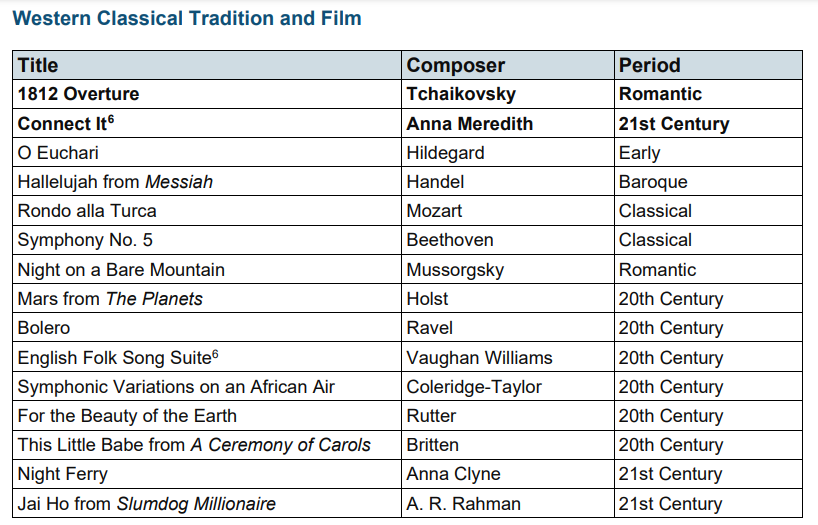 Western Classical Tradition and Film
Title Composer Period
1812 Overture Tchaikovsky Romantic
Connect It⁶ Anna Meredith 21st Century
O Euchari Hildegard Early
Hallelujah from Messiah Handel Baroque
Rondo alla Turca Mozart Classical
Symphony No. 5 Beethoven Classical
Night on a Bare Mountain Mussorgsky Romantic
Mars from The Planets Holst 20th Century
Bolero Ravel 20th Century
English Folk Song Suite⁶ Vaughan Williams 20th Century
Symphonic Variations on an African Air Coleridge-Taylor 20th Century
For the Beauty of the Earth Rutter 20th Century
This Little Babe from A Ceremony of Carols Britten 20th Century
Night Ferry Anna Clyne 21st Century
Jai Ho from Slumdog Millionaire A. R. Rahman 21st Century